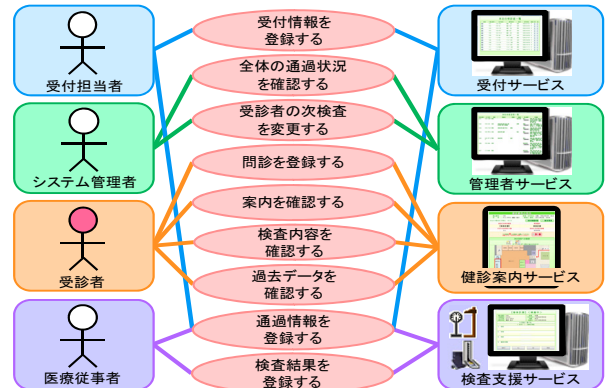 受付担当者
システム管理者
受診者
医療従事者
受付情報を
登録する
全体の通過状況
を確認する
受診者の次検査
を変更する
問診を登録する
案内を確認する
検査内容を
確認する
過去データを
確認する
通過情報を
登録する
検査結果を
登録する
受付サービス
管理者サービス
健診案内サービス
検査支援サービス